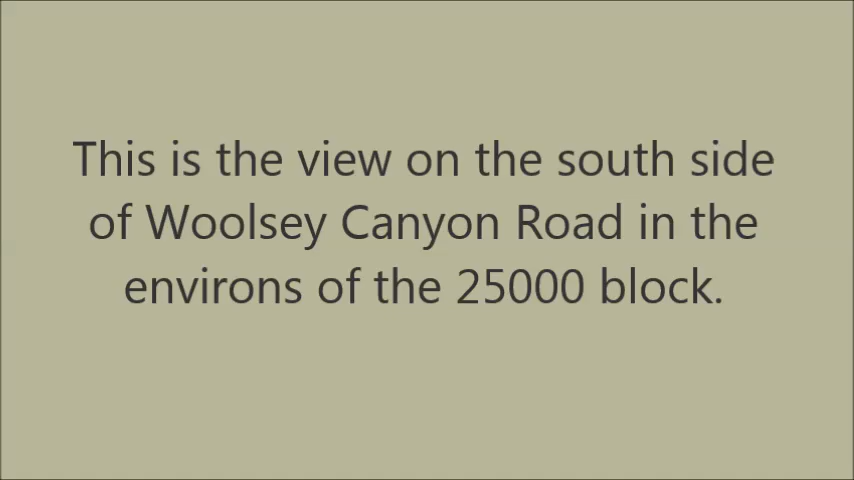 This is the view on the south side
of Woolsey Canyon Road in the
environs of the 25000 block.